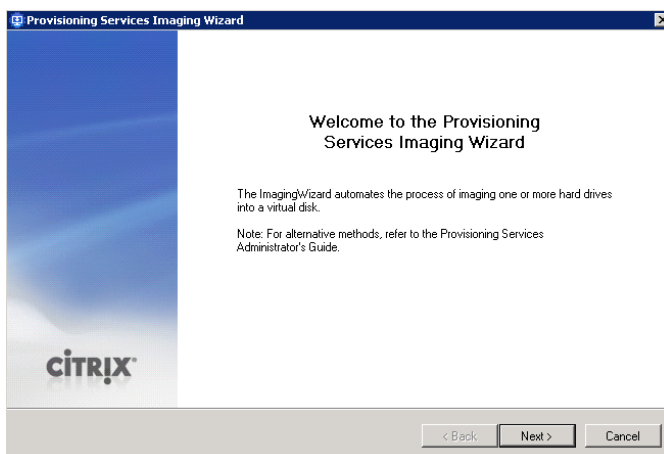 Provisioning Services Imaging Wizard
Welcome to the Provisioning
Services Imaging Wizard
The ImagingWizard automates the process of imaging one or more hard drives
into a virtual disk.
Note: For alternative methods, refer to the Provisioning Services
Administrator's Guide.
CITRIX
< Back
Next >
Cancel